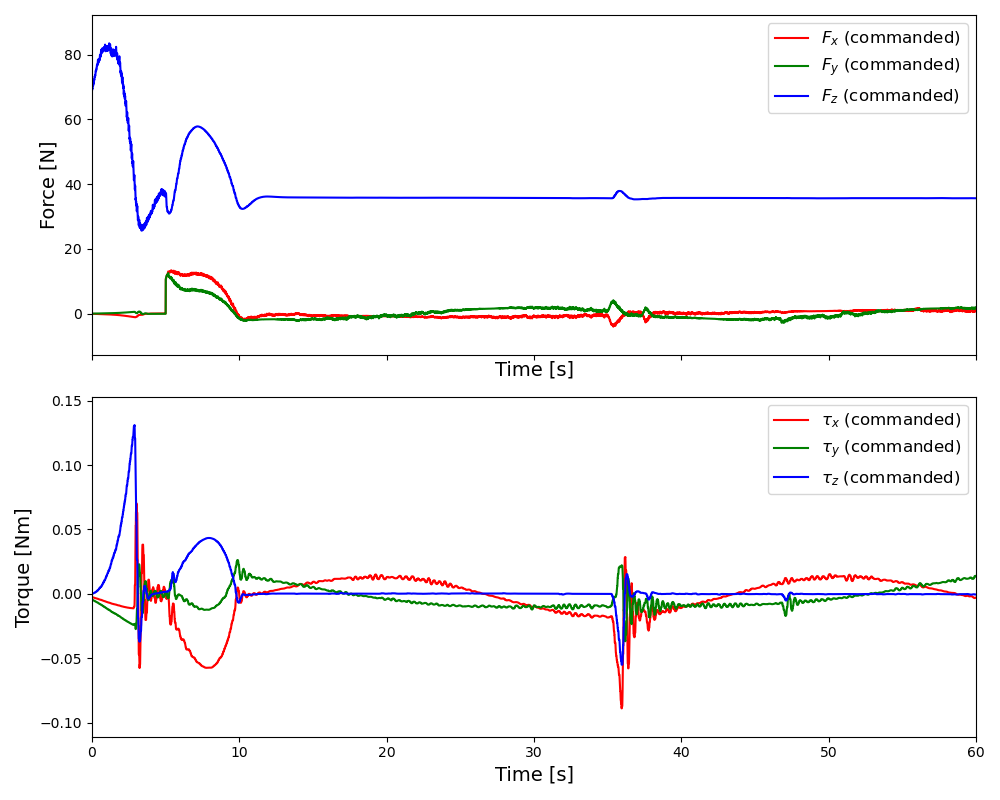 80
60
40
20
0
Force [N]
Fx (commanded)
Fy (commanded)
Fz (commanded)
Time [s]
0.15
0.10
0.05
0.00
−0.05
−0.10
Torque [Nm]
τx (commanded)
τy (commanded)
τz (commanded)
0 10 20 30 40 50 60
Time [s]